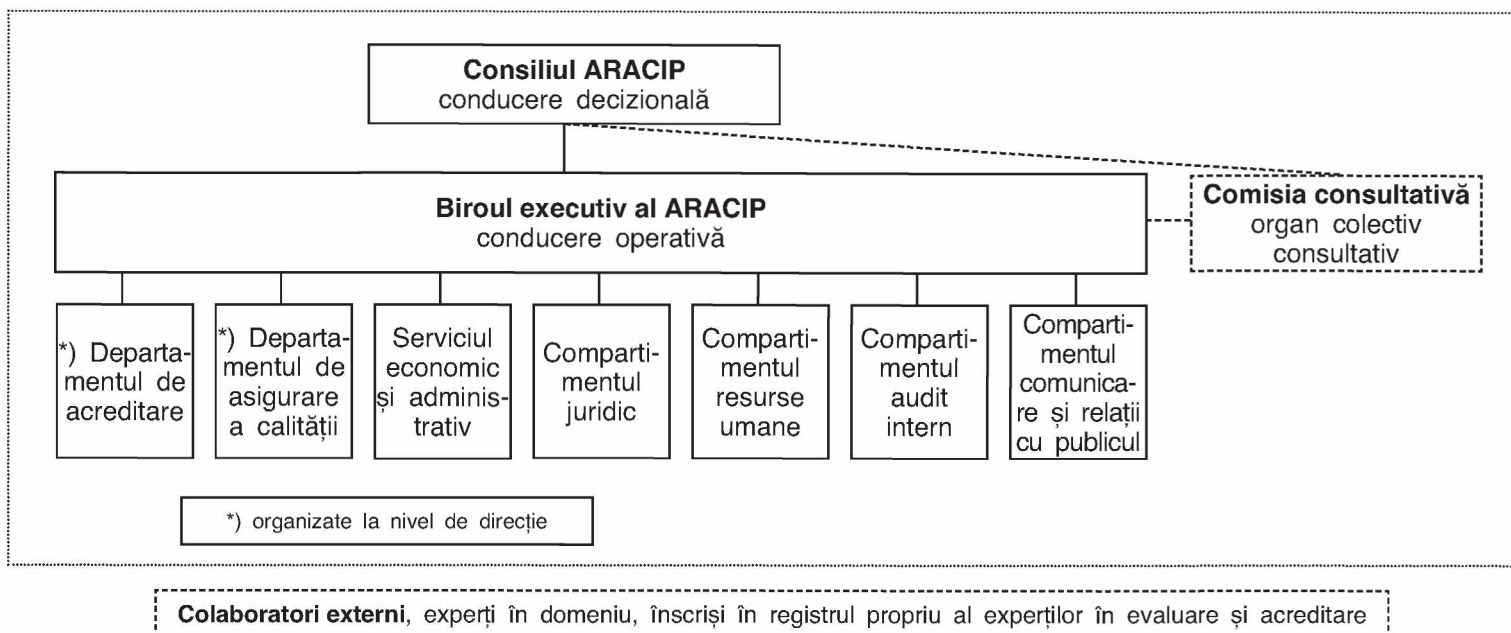 Consiliul ARACIP
conducere decizională
Biroul executiv al ARACIP
conducere operativă
Comisia consultativă
organ colectiv
consultativ
*) Departa-
mentul de
acreditare
*) Departa-
mentul de
asigurare
a calității
Serviciul
economic
și adminis-
trativ
Comparti-
mentul
juridic
Comparti-
mentul
resurse
umane
Comparti-
mentul
audit
intern
Comparti-
mentul
comunica-
re și relații
cu publicul
*) organizate la nivel de direcție
Colaboratori externi, experți în domeniu, înscriși în registrul propriu al experților în evaluare și acreditare